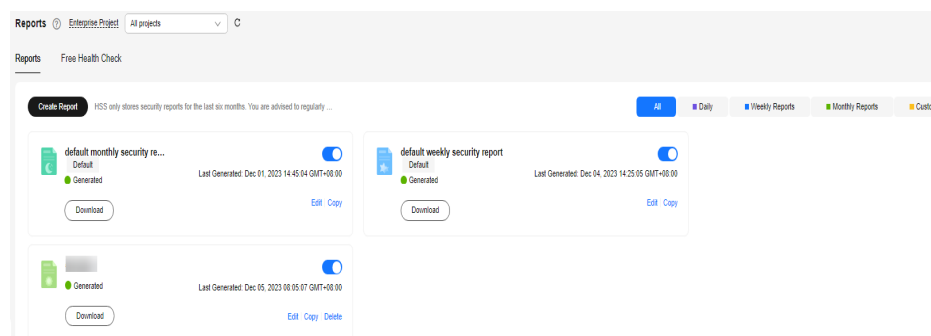 Reports ? Enterprise Project All projects
Reports Free Health Check
Create Report HSS only stores security reports for the last six months. You are advised to regularly ...
All Daily Weekly Reports Monthly Reports Custo
default monthly security re...
Default
Generated
Last Generated: Dec 01, 2023 14:45:04 GMT+08:00
Download
Edit Copy
default weekly security report
Default
Generated
Last Generated: Dec 04, 2023 14:25:05 GMT+08:00
Download
Edit Copy
Generated
Last Generated: Dec 05, 2023 08:05:07 GMT+08:00
Download
Edit Copy Delete